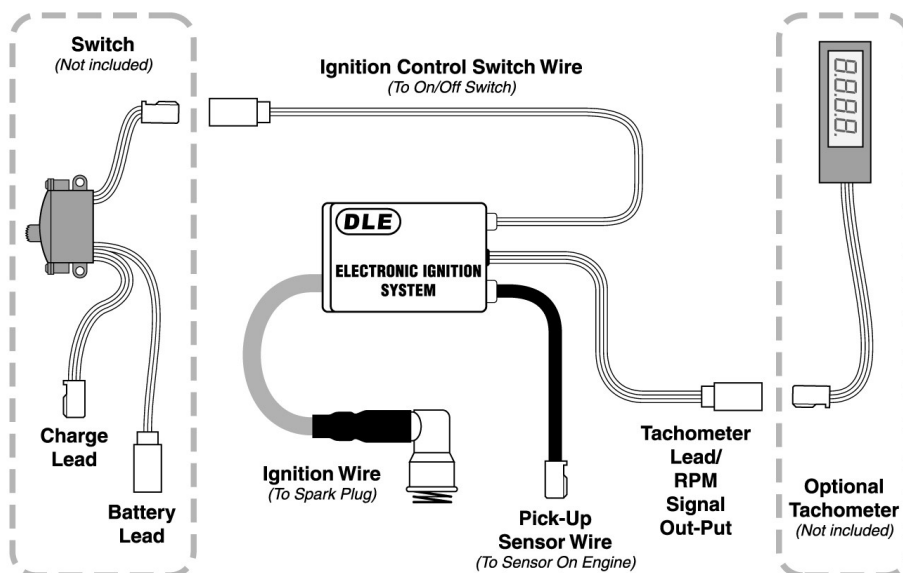 Switch
(Not included)
Ignition Control Switch Wire
(To On/Off Switch)
8.8.8.8.
DLE
ELECTRONIC IGNITION
SYSTEM
Charge
Lead
Battery
Lead
Ignition Wire
(To Spark Plug)
Pick-Up
Sensor Wire
(To Sensor On Engine)
Tachometer
Lead/
RPM
Signal
Out-Put
Optional
Tachometer
(Not included)